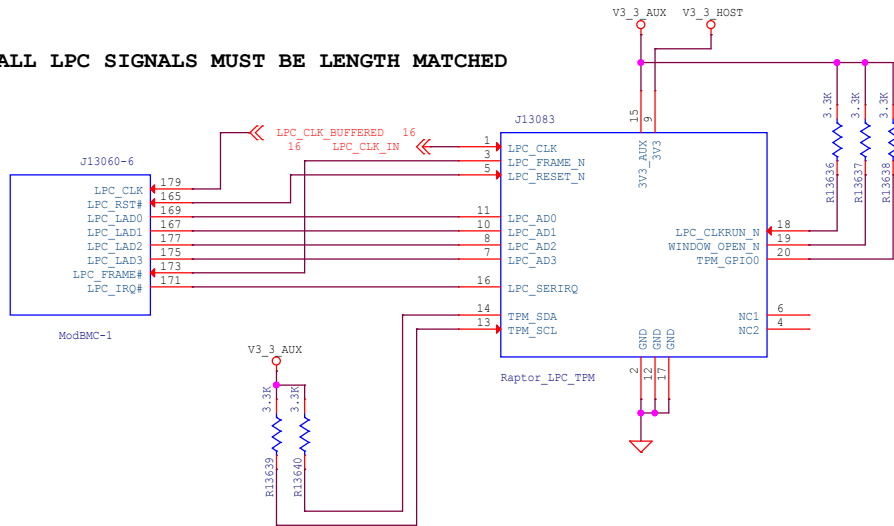 V3_3_AUX V3_3_HOST
ALL LPC SIGNALS MUST BE LENGTH MATCHED
J13083
15 3V3_AUX
9 3V3
3.3K R13636
3.3K R13637
3.3K R13638
LPC_CLK_BUFFERED 16
16 LPC_CLK_IN
1 LPC_CLK
3 LPC_FRAME_N
5 LPC_RESET_N
J13060-6
LPC_CLK 179
LPC_RST# 165
LPC_LAD0 169
LPC_LAD1 167
LPC_LAD2 177
LPC_LAD3 175
LPC_FRAME# 173
LPC_IRQ# 171
ModBMC-1
11 LPC_AD0
10 LPC_AD1
8 LPC_AD2
7 LPC_AD3
16 LPC_SERIRQ
14 TPM_SDA
13 TPM_SCL
LPC_CLKRUN_N 18
WINDOW_OPEN_N 19
TPM_GPIO0 20
NC1 6
NC2 4
GND 2
GND 12
GND 17
Raptor_LPC_TPM
V3_3_AUX
3.3K R13639
3.3K R13640